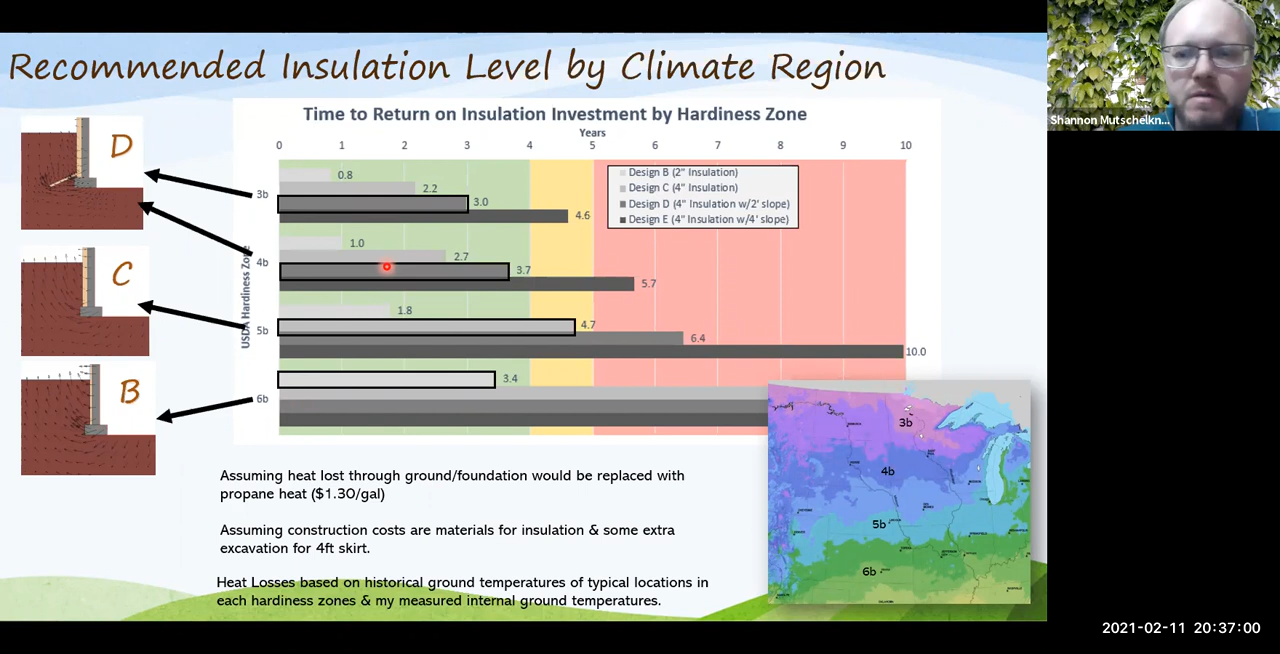 Recommended Insulation Level by Climate Region
Shannon Mutschelkn...
Time to Return on Insulation Investment by Hardiness Zone
Years
0 1 2 3 4 5 6 7 8 9 10
USDA Hardiness Zone
Design B (2" Insulation)
Design C (4" Insulation)
Design D (4" Insulation w/2' slope)
Design E (4" Insulation w/4' slope)
D
3b
0.8
2.2
3.0
4.6
4b
1.0
2.7
3.7
5.7
C
5b
1.8
4.7
6.4
10.0
B
6b
3.4
3b
4b
5b
6b
Assuming heat lost through ground/foundation would be replaced with
propane heat ($1.30/gal)
Assuming construction costs are materials for insulation & some extra
excavation for 4ft skirt.
Heat Losses based on historical ground temperatures of typical locations in
each hardiness zones & my measured internal ground temperatures.
2021-02-11 20:37:00